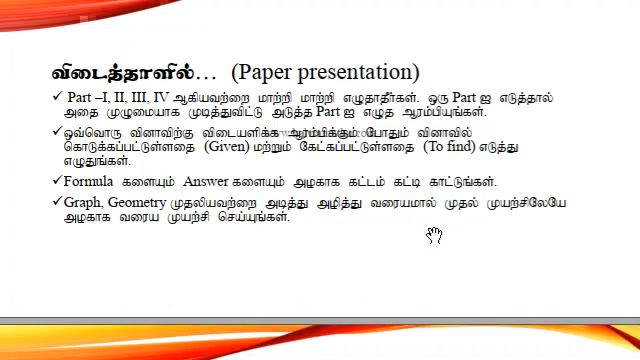 விடைத்தாளில்... (Paper presentation)
✓ Part –I, II, III, IV ஆகியவற்றை மாற்றி மாற்றி எழுதாதீர்கள். ஒரு Part ஐ எடுத்தால்
அதை முழுமையாக முடித்துவிட்டு அடுத்த Part ஐ எழுத ஆரம்பியுங்கள்.
✓ ஒவ்வொரு வினாவிற்கு விடையளிக்க ஆரம்பிக்கும் போதும் வினாவில்
கொடுக்கப்பட்டுள்ளதை (Given) மற்றும் கேட்கப்பட்டுள்ளதை (To find) எடுத்து
எழுதுங்கள்.
✓ Formula களையும் Answer களையும் அழகாக கட்டம் கட்டி காட்டுங்கள்.
✓ Graph, Geometry முதலியவற்றை அடித்து அழித்து வரையமால் முதல் முயற்சிலேயே
அழகாக வரைய முயற்சி செய்யுங்கள்.